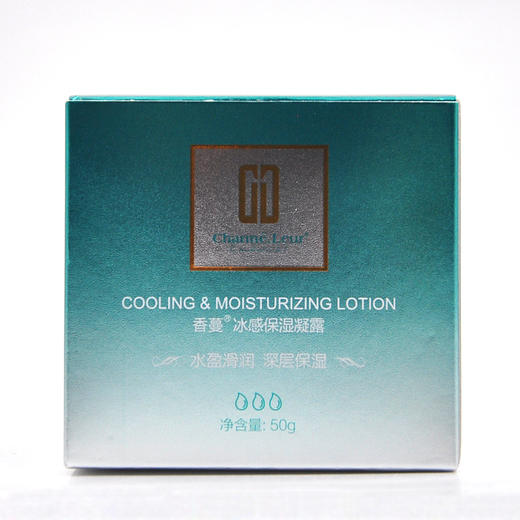 Charme Leur®
COOLING & MOISTURIZING LOTION
香蔓®冰感保湿凝露
水盈滑润 深层保湿
净含量: 50g